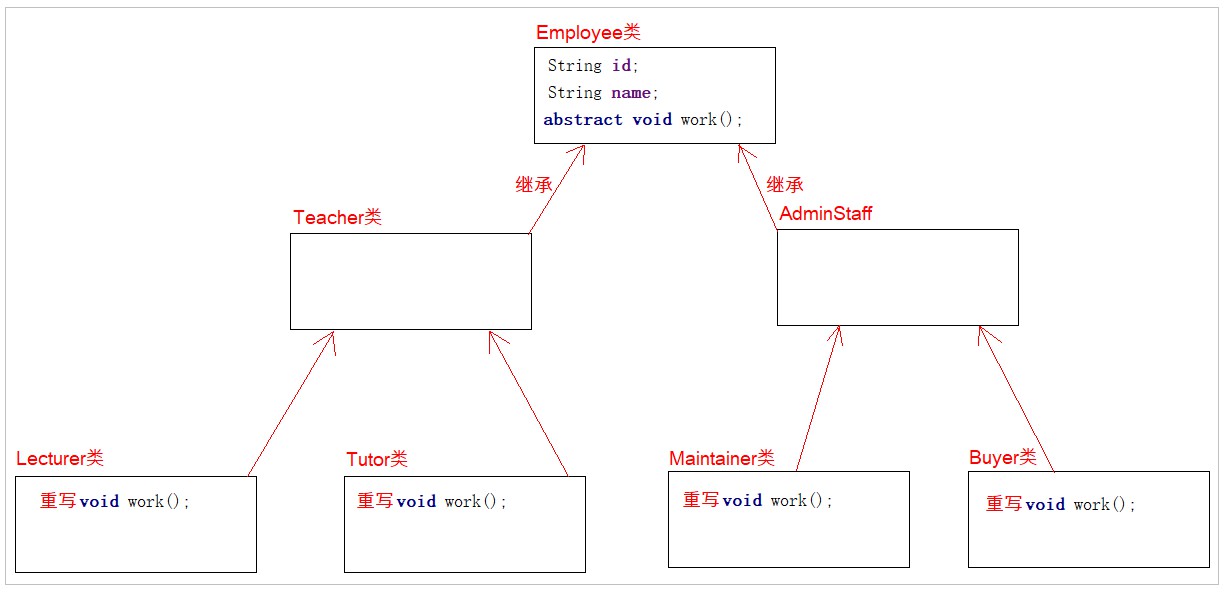 Employee类
String id;
String name;
abstract void work();
继承
继承
Teacher类
AdminStaff
Lecturer类
重写void work();
Tutor类
重写void work();
Maintainer类
重写void work();
Buyer类
重写void work();